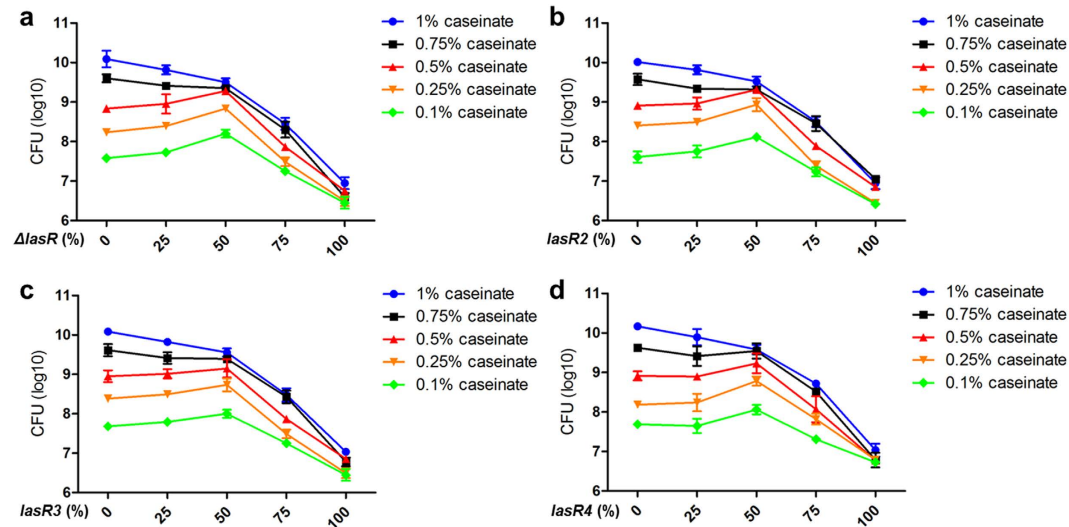 a
11
10
9
8
7
6
CFU (log10)
ΔlasR (%)
0
25
50
75
100
1% caseinate
0.75% caseinate
0.5% caseinate
0.25% caseinate
0.1% caseinate
b
11
10
9
8
7
6
CFU (log10)
lasR2 (%)
0
25
50
75
100
1% caseinate
0.75% caseinate
0.5% caseinate
0.25% caseinate
0.1% caseinate
c
11
10
9
8
7
6
CFU (log10)
lasR3 (%)
0
25
50
75
100
1% caseinate
0.75% caseinate
0.5% caseinate
0.25% caseinate
0.1% caseinate
d
11
10
9
8
7
6
CFU (log10)
lasR4 (%)
0
25
50
75
100
1% caseinate
0.75% caseinate
0.5% caseinate
0.25% caseinate
0.1% caseinate